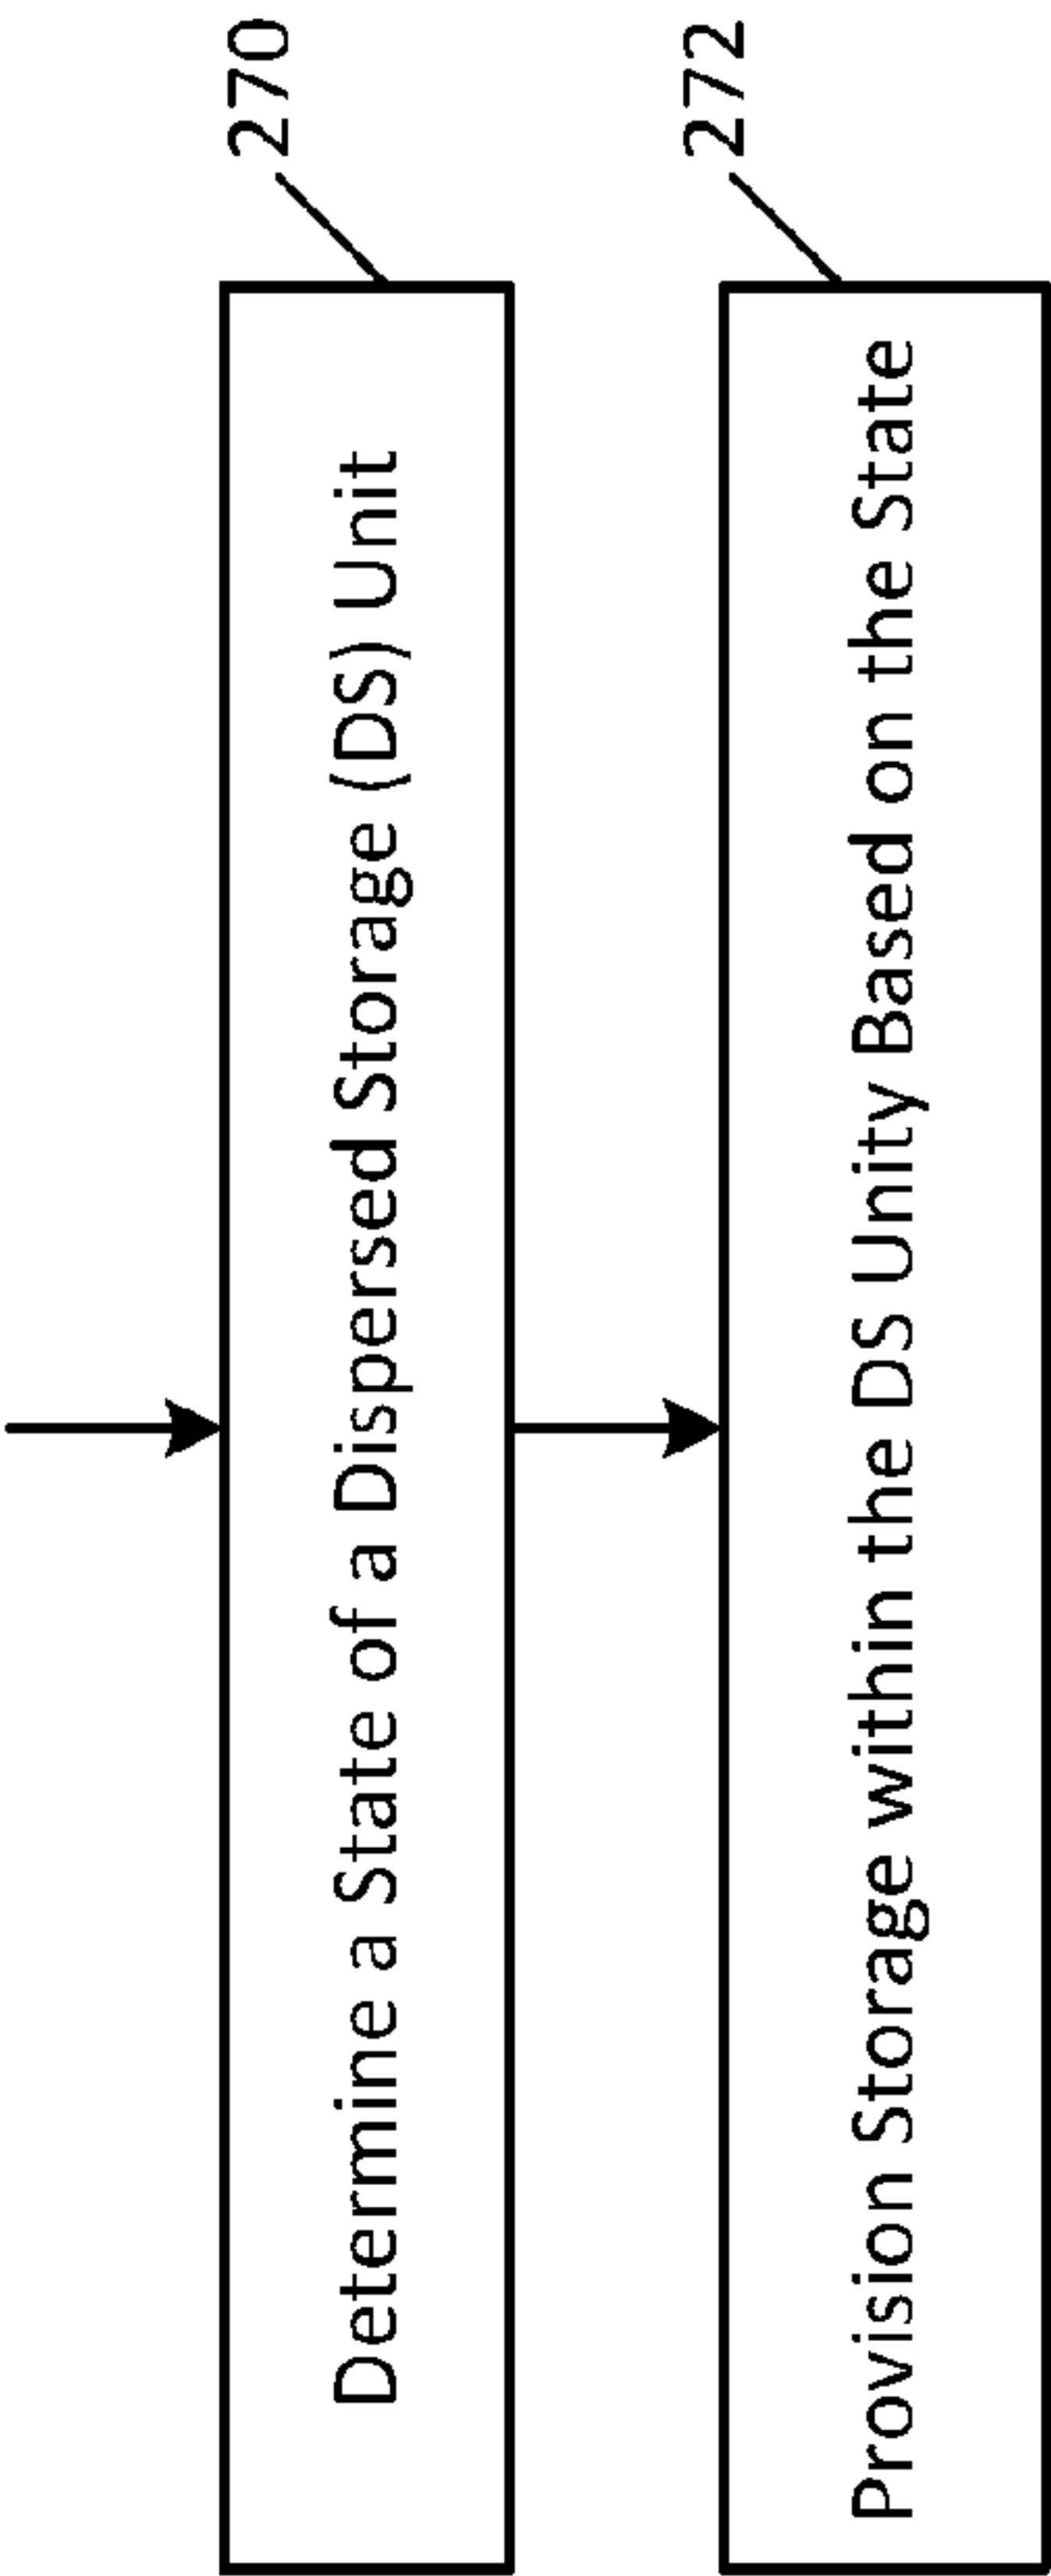 270
Determine a State of a Dispersed Storage (DS) Unit
272
Provision Storage within the DS Unity Based on the State